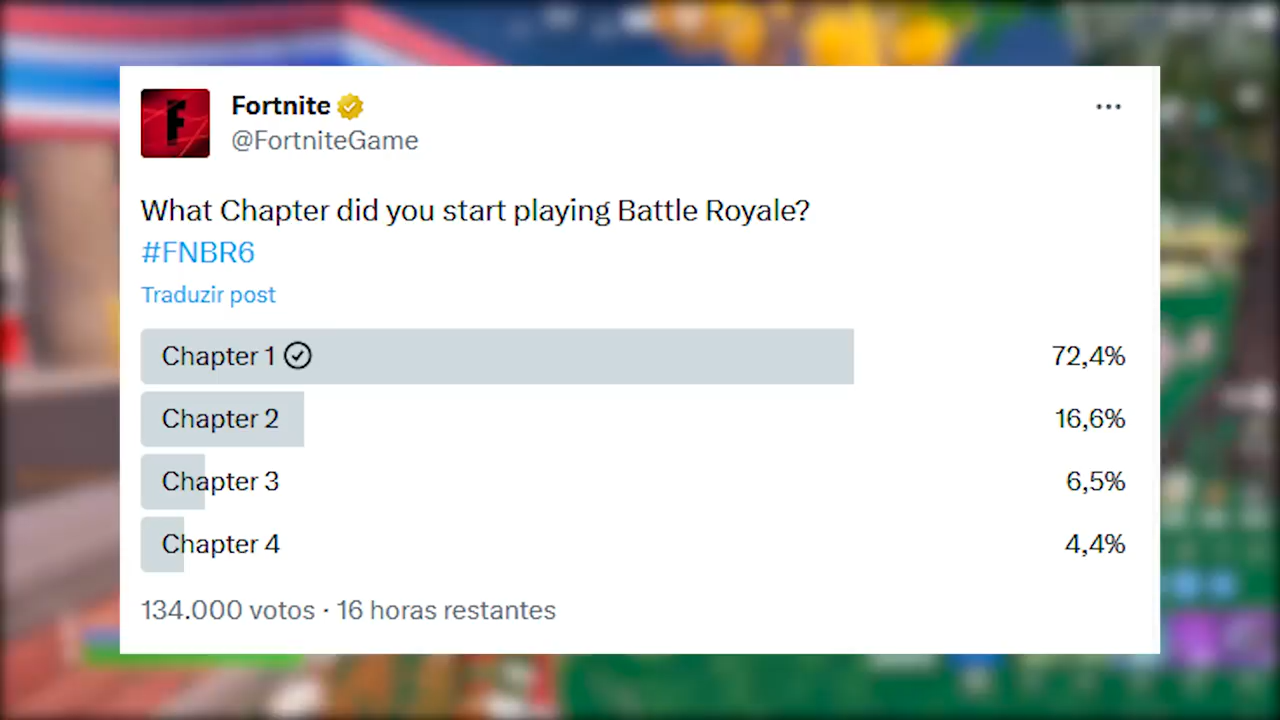 Fortnite
@FortniteGame
What Chapter did you start playing Battle Royale?
#FNBR6
Traduzir post
Chapter 1 72,4%
Chapter 2 16,6%
Chapter 3 6,5%
Chapter 4 4,4%
134.000 votos · 16 horas restantes